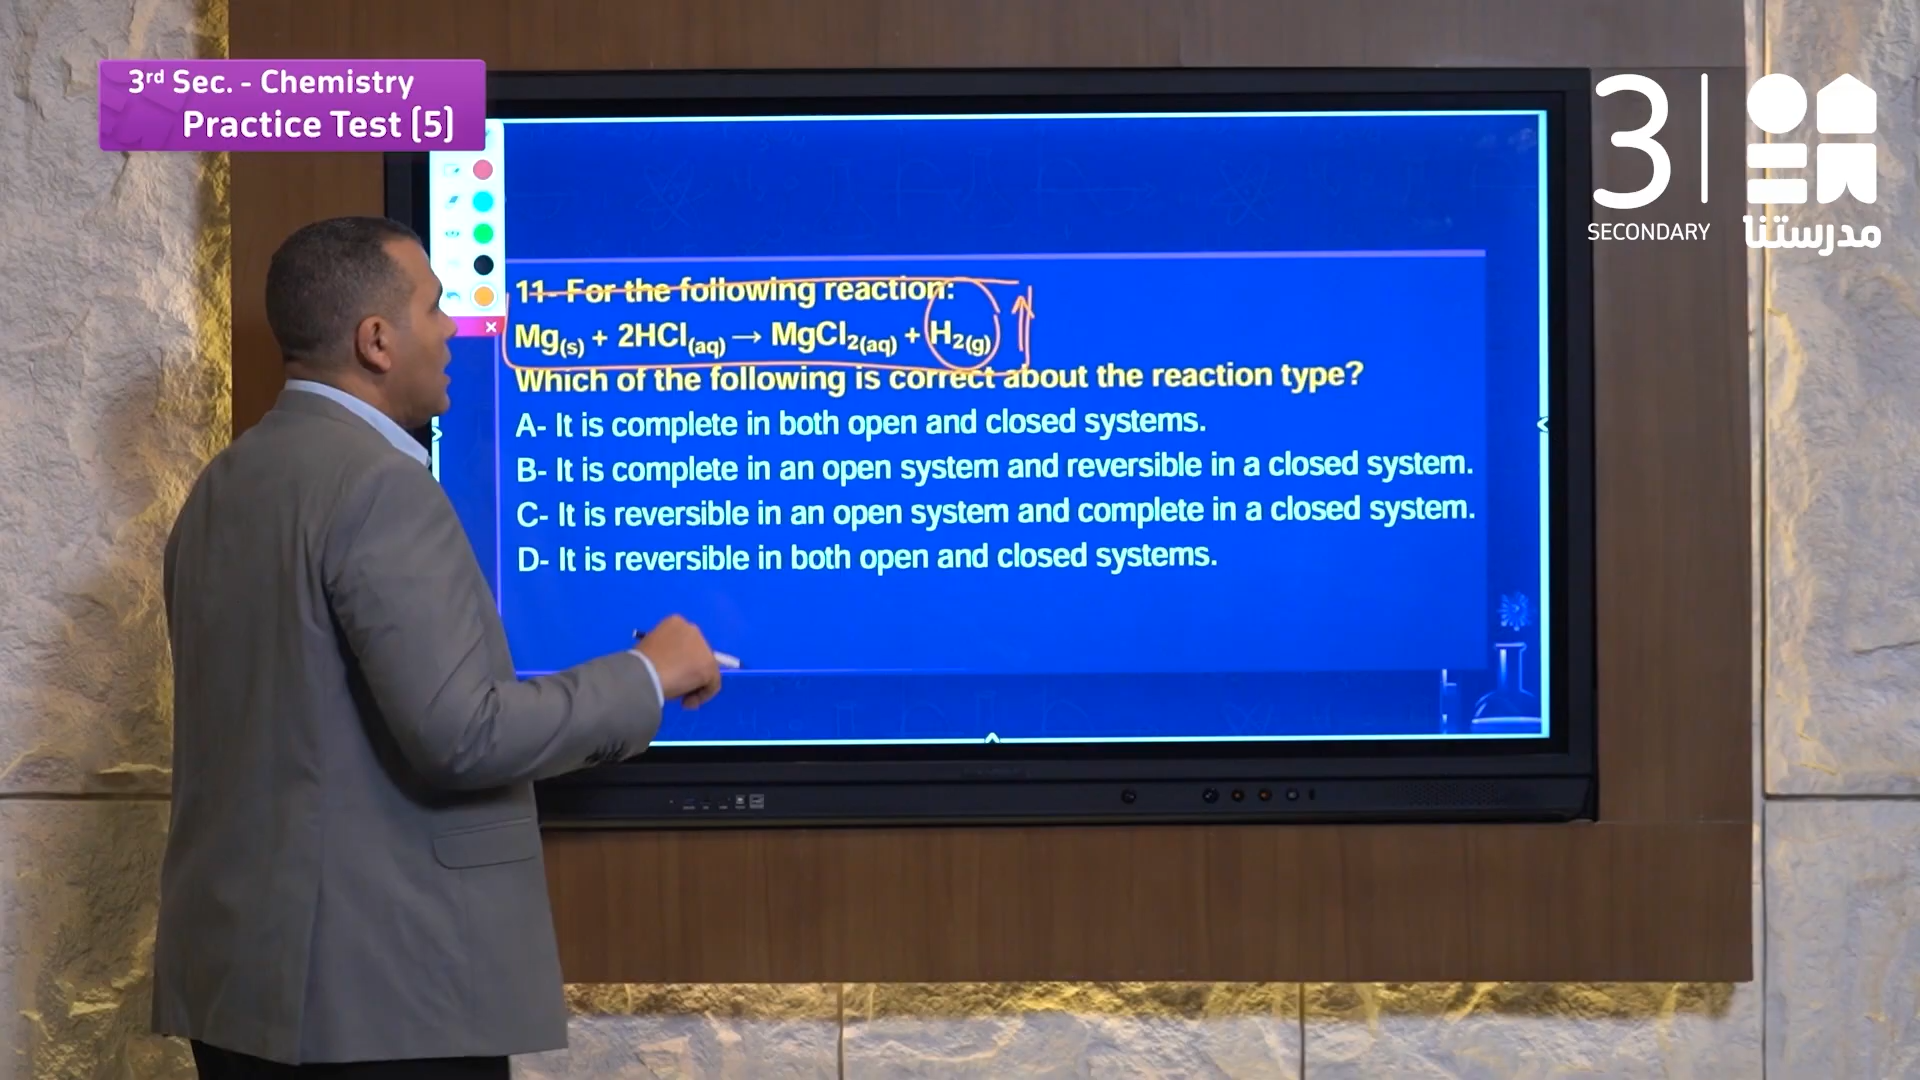 3rd Sec. - Chemistry
Practice Test (5)
3
SECONDARY
مدرستنا
11- For the following reaction:
Mg(s) + 2HCl(aq) → MgCl2(aq) + H2(g)
Which of the following is correct about the reaction type?
A- It is complete in both open and closed systems.
B- It is complete in an open system and reversible in a closed system.
C- It is reversible in an open system and complete in a closed system.
D- It is reversible in both open and closed systems.